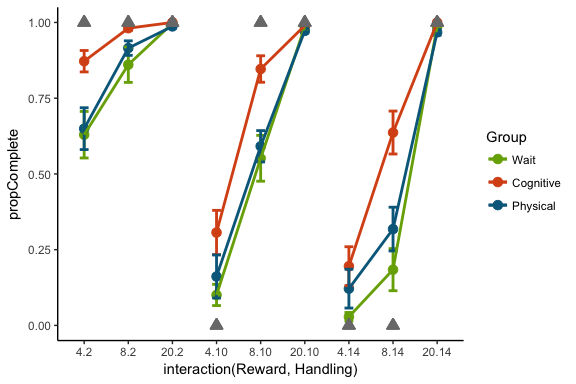 1.00
0.75
0.50
0.25
0.00
propComplete
4.2 8.2 20.2 4.10 8.10 20.10 4.14 8.14 20.14
interaction(Reward, Handling)
Group
Wait
Cognitive
Physical